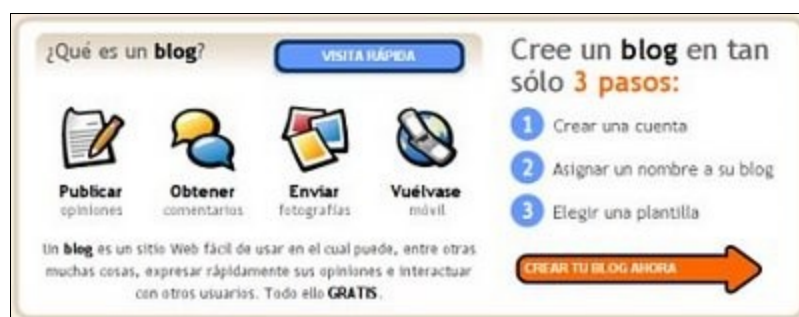 ¿Qué es un blog?
VISITA RÁPIDA
Publicar
opiniones
Obtener
comentarios
Enviar
fotografías
Vuélvase
móvil
Un blog es un sitio Web fácil de usar en el cual puede, entre otras
muchas cosas, expresar rápidamente sus opiniones e interactuar
con otros usuarios. Todo ello GRATIS.
Cree un blog en tan
sólo 3 pasos:
1 Crear una cuenta
2 Asignar un nombre a su blog
3 Elegir una plantilla
CREAR TU BLOG AHORA